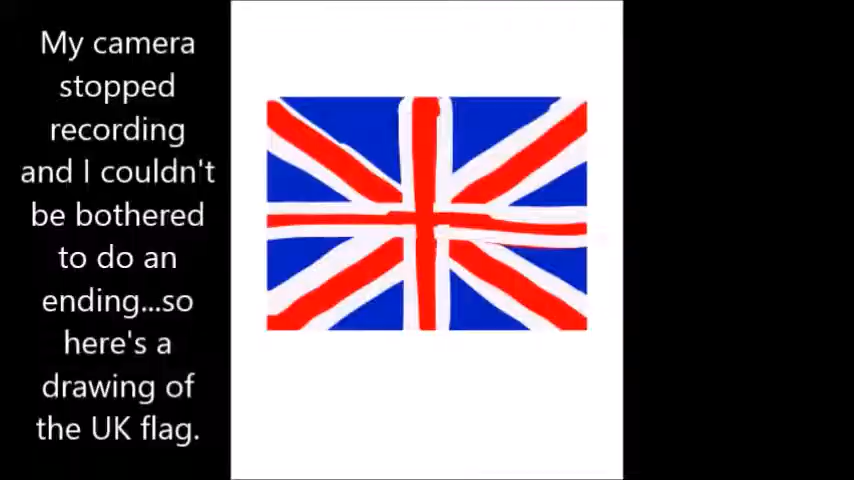 My camera
stopped
recording
and I couldn't
be bothered
to do an
ending...so
here's a
drawing of
the UK flag.